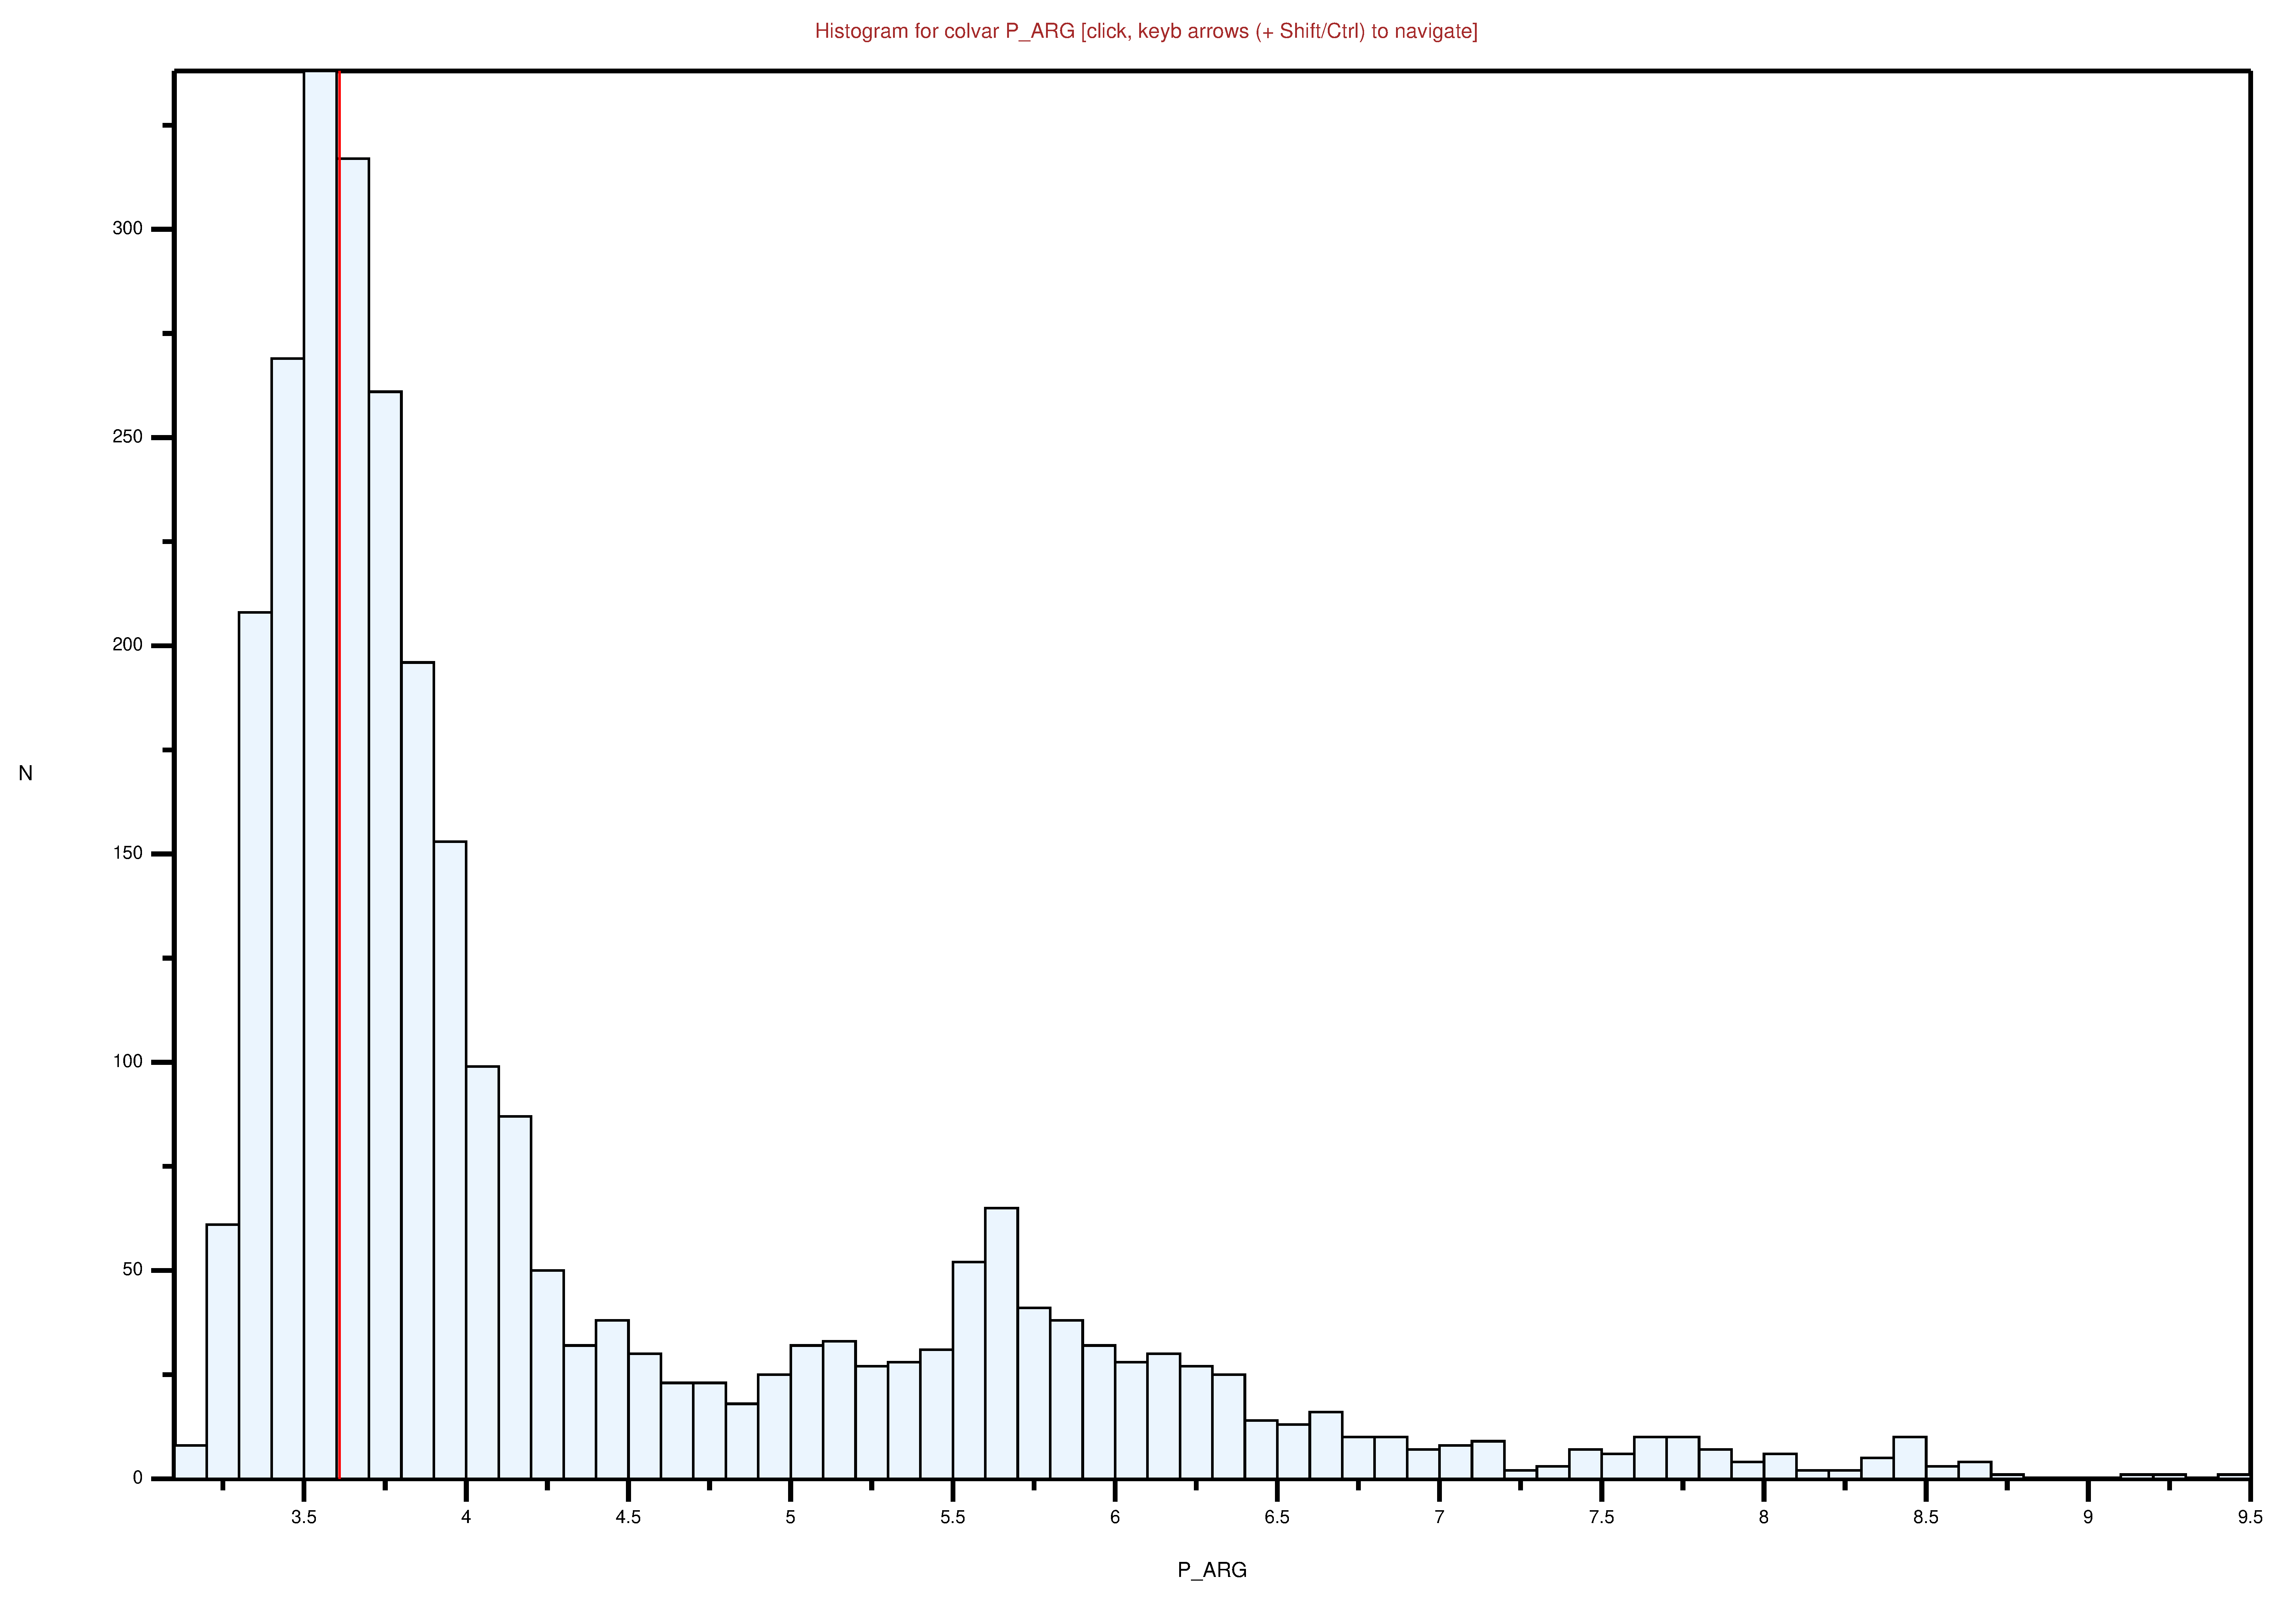 Histogram for colvar P_ARG [click, keyb arrows (+ Shift/Ctrl) to navigate]
300
250
200
N
150
100
50
0
3.5 4 4.5 5 5.5 6 6.5 7 7.5 8 8.5 9 9.5
P_ARG